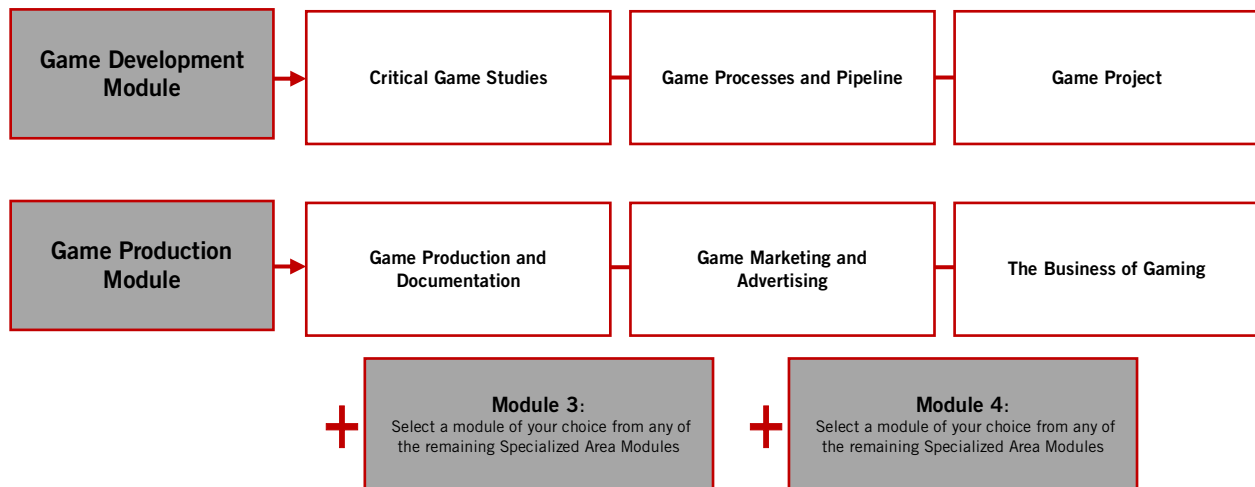 Game Development
Module
Critical Game Studies
Game Processes and Pipeline
Game Project
Game Production
Module
Game Production and
Documentation
Game Marketing and
Advertising
The Business of Gaming
+
Module 3:
Select a module of your choice from any of
the remaining Specialized Area Modules
+
Module 4:
Select a module of your choice from any of
the remaining Specialized Area Modules